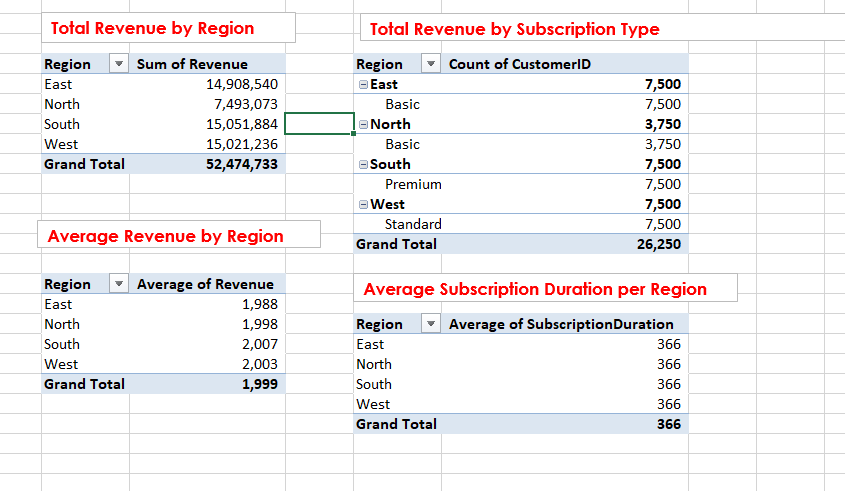 Total Revenue by Region
Region Sum of Revenue
East 14,908,540
North 7,493,073
South 15,051,884
West 15,021,236
Grand Total 52,474,733
Average Revenue by Region
Region Average of Revenue
East 1,988
North 1,998
South 2,007
West 2,003
Grand Total 1,999
Total Revenue by Subscription Type
Region Count of CustomerID
East 7,500
Basic 7,500
North 3,750
Basic 3,750
South 7,500
Premium 7,500
West 7,500
Standard 7,500
Grand Total 26,250
Average Subscription Duration per Region
Region Average of SubscriptionDuration
East 366
North 366
South 366
West 366
Grand Total 366